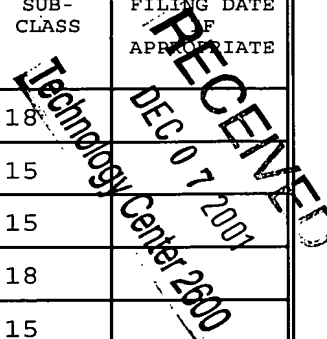 SUB-
CLASS
FILING DATE
IF
APPROPRIATE
18
15
15
18
15
RECEIVED
DEC 07 2001
Technology Center 2600